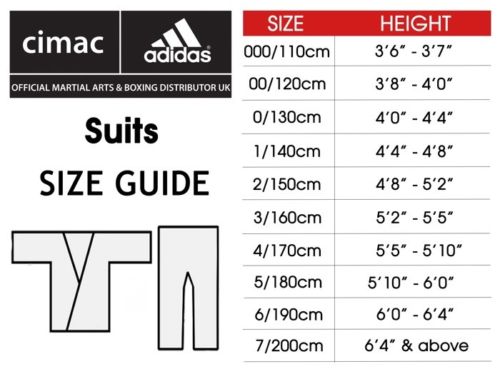 cimac
adidas
OFFICIAL MARTIAL ARTS & BOXING DISTRIBUTOR UK
Suits
SIZE GUIDE
SIZE HEIGHT
000/110cm 3’6” - 3’7”
00/120cm 3’8” - 4’0”
0/130cm 4’0” - 4’4”
1/140cm 4’4” - 4’8”
2/150cm 4’8” - 5’2”
3/160cm 5’2” - 5’5”
4/170cm 5’5” - 5’10”
5/180cm 5’10” - 6’0”
6/190cm 6’0” - 6’4”
7/200cm 6’4” & above